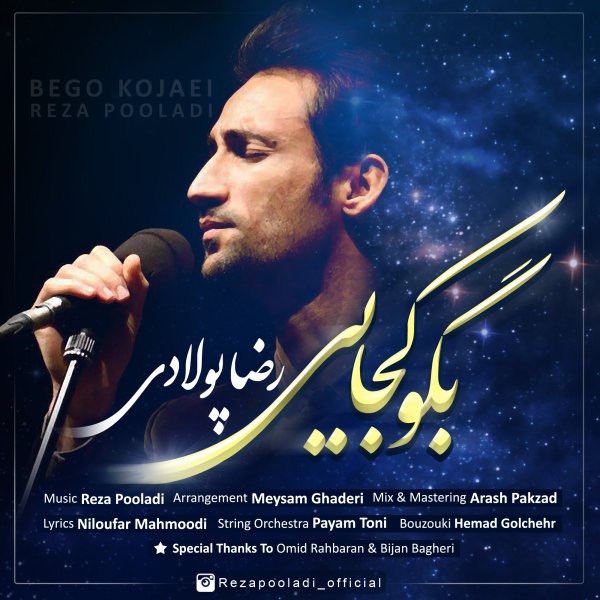 BEGO KOJAEI
REZA POOLADI
بگو کجایی
رضا پولادی
Music Reza Pooladi Arrangement Meysam Ghaderi Mix & Mastering Arash Pakzad
Lyrics Niloufar Mahmoodi String Orchestra Payam Toni Bouzouki Hemad Golchehr
★ Special Thanks To Omid Rahbaran & Bijan Bagheri
Rezapooladi_official